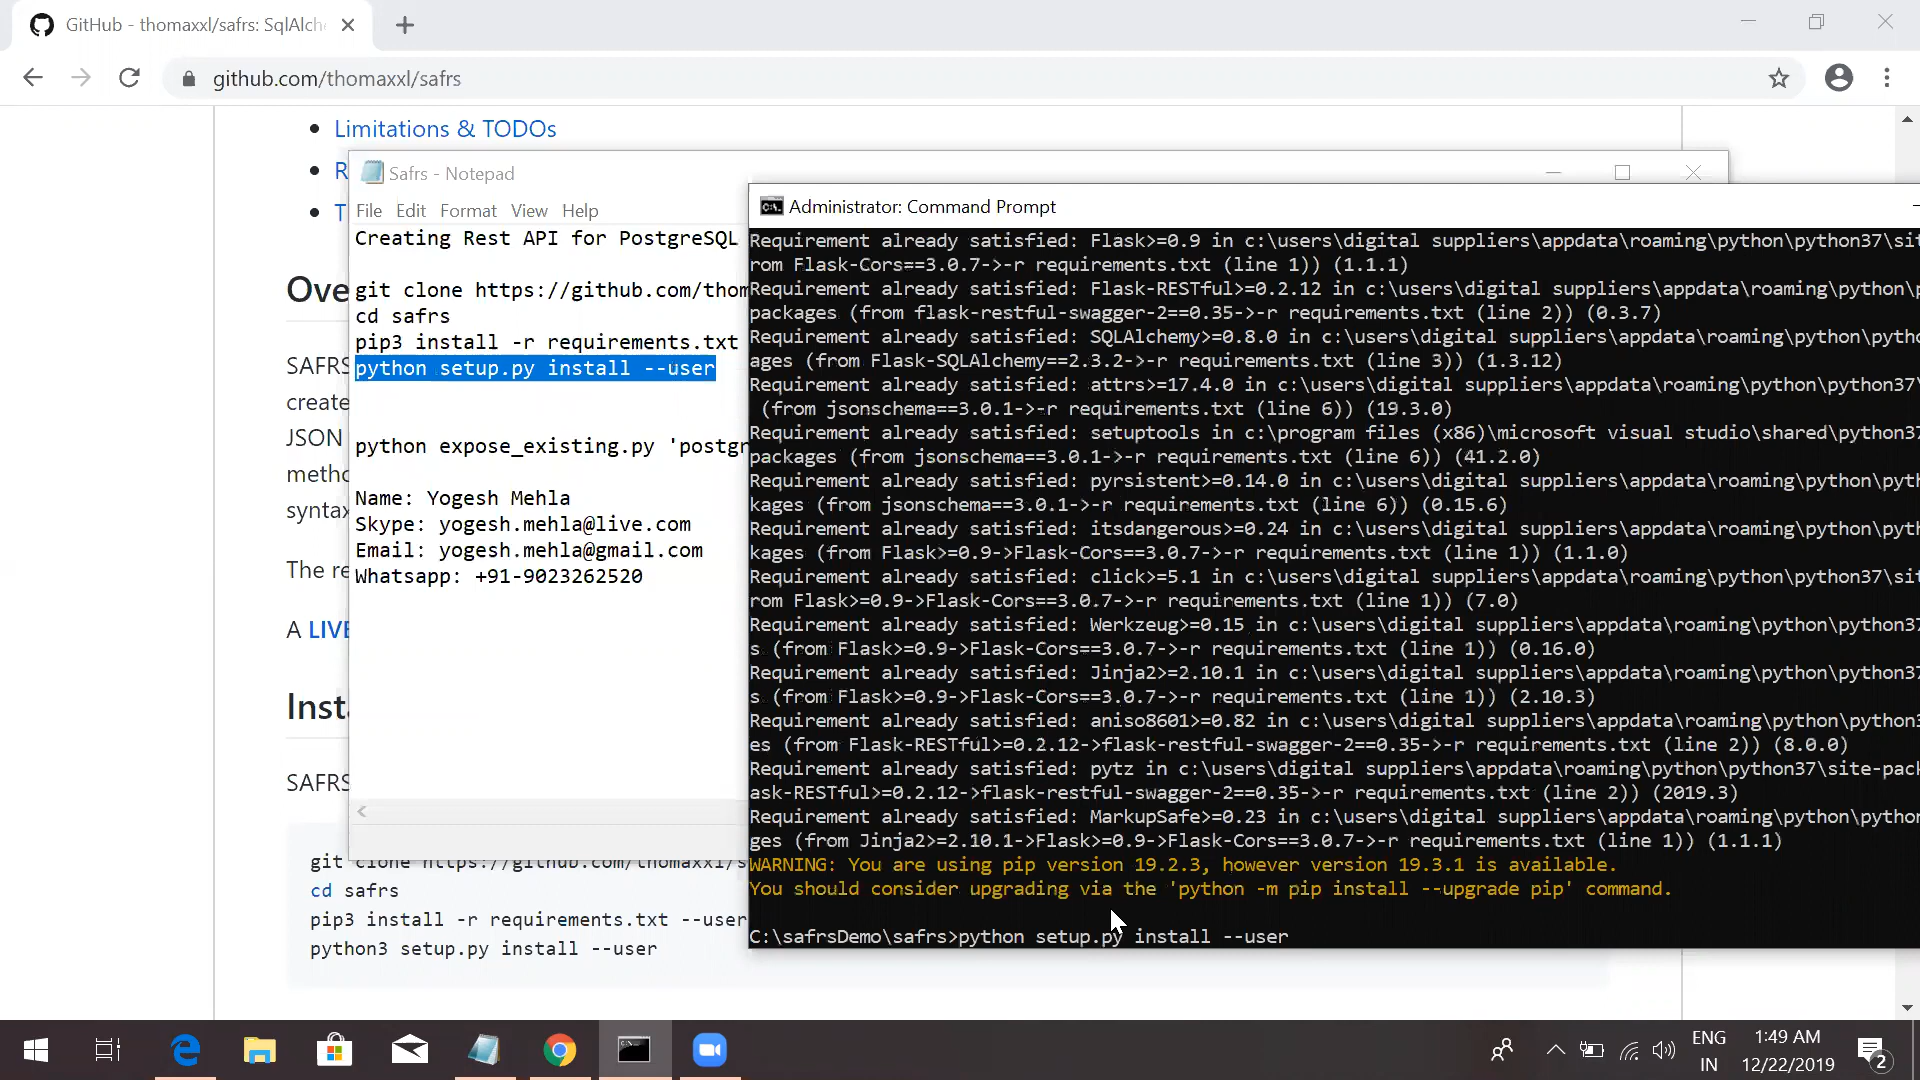 GitHub - thomaxxl/safrs: SqlAlch
github.com/thomaxxl/safrs
Limitations & TODOs
R
T
Ove
SAFRS
create
JSON
metho
syntax
The re
A LIVE
Inst
SAFRS
git clone https://github.com/thomaxxl/s
cd safrs
pip3 install -r requirements.txt --user
python3 setup.py install --user
Safrs - Notepad
File Edit Format View Help
Creating Rest API for PostgreSQL
git clone https://github.com/thom
cd safrs
pip3 install -r requirements.txt
python setup.py install --user
python expose_existing.py 'postgr
Name: Yogesh Mehla
Skype: yogesh.mehla@live.com
Email: yogesh.mehla@gmail.com
Whatsapp: +91-9023262520
Administrator: Command Prompt
Requirement already satisfied: Flask>=0.9 in c:\users\digital suppliers\appdata\roaming\python\python37\sit
rom Flask-Cors==3.0.7->-r requirements.txt (line 1)) (1.1.1)
Requirement already satisfied: Flask-RESTful>=0.2.12 in c:\users\digital suppliers\appdata\roaming\python\p
packages (from flask-restful-swagger-2==0.35->-r requirements.txt (line 2)) (0.3.7)
Requirement already satisfied: SQLAlchemy>=0.8.0 in c:\users\digital suppliers\appdata\roaming\python\pytho
ages (from Flask-SQLAlchemy==2.3.2->-r requirements.txt (line 3)) (1.3.12)
Requirement already satisfied: attrs>=17.4.0 in c:\users\digital suppliers\appdata\roaming\python\python37\
(from jsonschema==3.0.1->-r requirements.txt (line 6)) (19.3.0)
Requirement already satisfied: setuptools in c:\program files (x86)\microsoft visual studio\shared\python37
packages (from jsonschema==3.0.1->-r requirements.txt (line 6)) (41.2.0)
Requirement already satisfied: pyrsistent>=0.14.0 in c:\users\digital suppliers\appdata\roaming\python\pyth
kages (from jsonschema==3.0.1->-r requirements.txt (line 6)) (0.15.6)
Requirement already satisfied: itsdangerous>=0.24 in c:\users\digital suppliers\appdata\roaming\python\pyth
kages (from Flask>=0.9->Flask-Cors==3.0.7->-r requirements.txt (line 1)) (1.1.0)
Requirement already satisfied: click>=5.1 in c:\users\digital suppliers\appdata\roaming\python\python37\sit
rom Flask>=0.9->Flask-Cors==3.0.7->-r requirements.txt (line 1)) (7.0)
Requirement already satisfied: Werkzeug>=0.15 in c:\users\digital suppliers\appdata\roaming\python\python37
s (from Flask>=0.9->Flask-Cors==3.0.7->-r requirements.txt (line 1)) (0.16.0)
Requirement already satisfied: Jinja2>=2.10.1 in c:\users\digital suppliers\appdata\roaming\python\python37
s (from Flask>=0.9->Flask-Cors==3.0.7->-r requirements.txt (line 1)) (2.10.3)
Requirement already satisfied: aniso8601>=0.82 in c:\users\digital suppliers\appdata\roaming\python\python3
es (from Flask-RESTful>=0.2.12->flask-restful-swagger-2==0.35->-r requirements.txt (line 2)) (8.0.0)
Requirement already satisfied: pytz in c:\users\digital suppliers\appdata\roaming\python\python37\site-pack
ask-RESTful>=0.2.12->flask-restful-swagger-2==0.35->-r requirements.txt (line 2)) (2019.3)
Requirement already satisfied: MarkupSafe>=0.23 in c:\users\digital suppliers\appdata\roaming\python\python
ges (from Jinja2>=2.10.1->Flask>=0.9->Flask-Cors==3.0.7->-r requirements.txt (line 1)) (1.1.1)
WARNING: You are using pip version 19.2.3, however version 19.3.1 is available.
You should consider upgrading via the 'python -m pip install --upgrade pip' command.
C:\safrsDemo\safrs>python setup.py install --user
ENG
IN
1:49 AM
12/22/2019
2